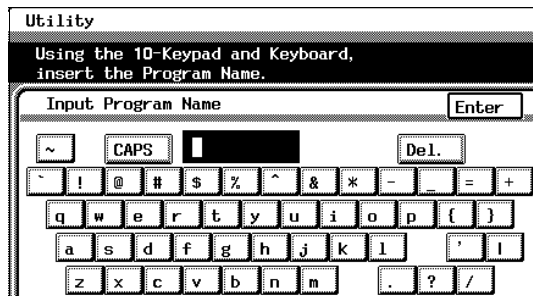 Utility
Using the 10-Keypad and Keyboard,
insert the Program Name.
Input Program Name Enter
~ CAPS Del.
` ! @ # $ % ^ & * - _ = +
q w e r t y u i o p { }
a s d f g h j k l ' |
z x c v b n m . ? /